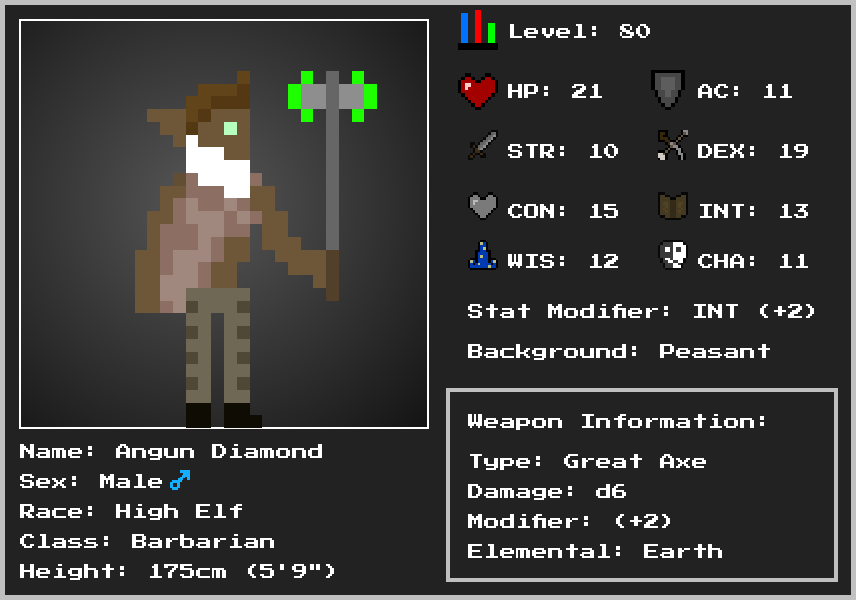 Level: 80
HP: 21
AC: 11
STR: 10
DEX: 19
CON: 15
INT: 13
WIS: 12
CHA: 11
Stat Modifier: INT (+2)
Background: Peasant
Weapon Information:
Type: Great Axe
Damage: d6
Modifier: (+2)
Elemental: Earth
Name: Angun Diamond
Sex: Male♂
Race: High Elf
Class: Barbarian
Height: 175cm (5'9")